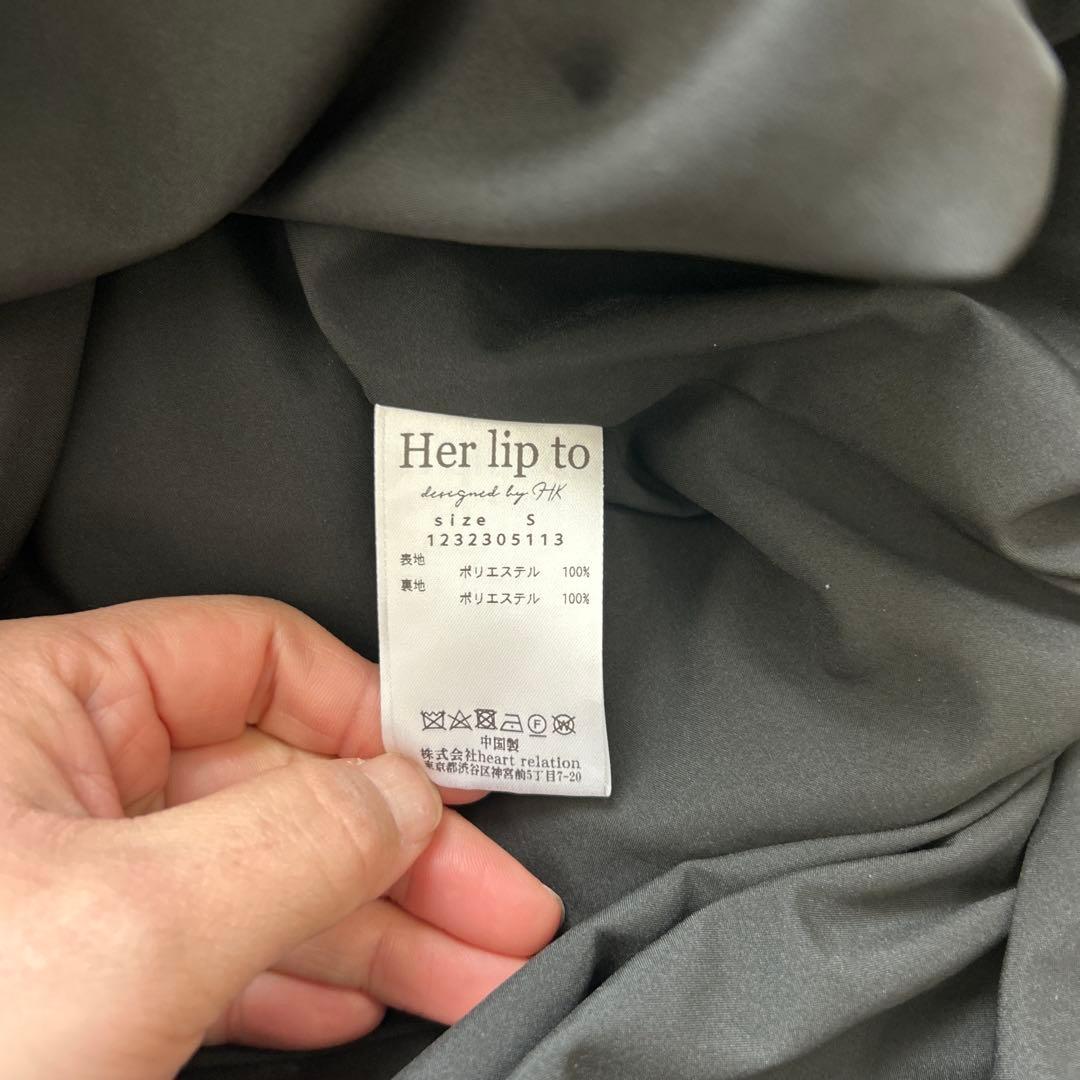 Her lip to
designed by HK
size S
1232305113
表地
ポリエステル 100%
裏地
ポリエステル 100%
F W
中国製
株式会社heart relation
東京都渋谷区神宮前5丁目7-20